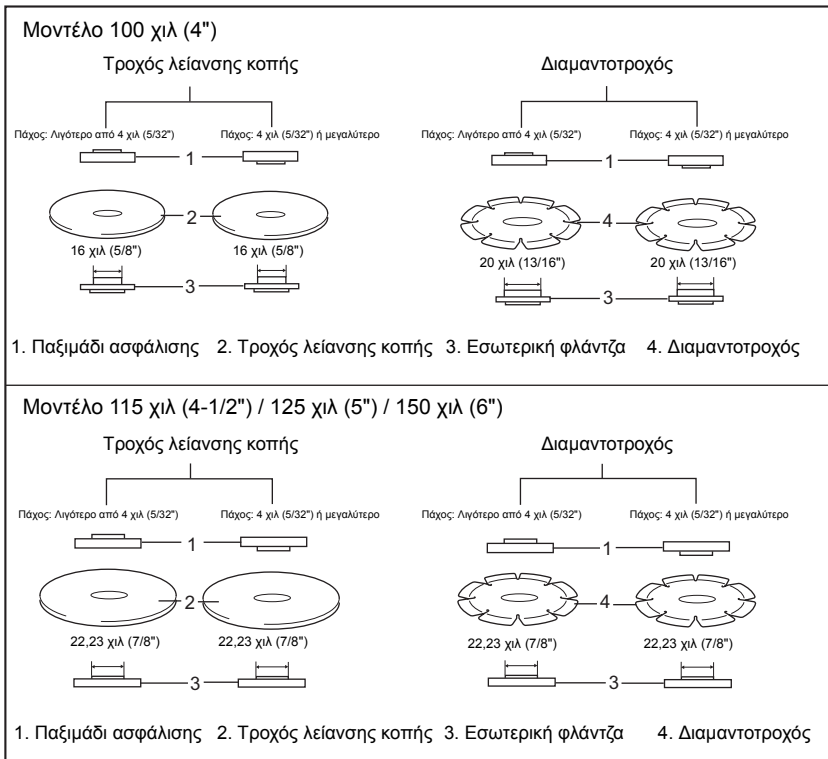 Μοντέλο 100 χιλ (4")
Τροχός λείανσης κοπής Διαμαντοτροχός
Πάχος: Λιγότερο από 4 χιλ (5/32") Πάχος: 4 χιλ (5/32") ή μεγαλύτερο Πάχος: Λιγότερο από 4 χιλ (5/32") Πάχος: 4 χιλ (5/32") ή μεγαλύτερο
1 1
2 4
16 χιλ (5/8") 16 χιλ (5/8") 20 χιλ (13/16") 20 χιλ (13/16")
3 3
1. Παξιμάδι ασφάλισης 2. Τροχός λείανσης κοπής 3. Εσωτερική φλάντζα 4. Διαμαντοτροχός
Μοντέλο 115 χιλ (4-1/2") / 125 χιλ (5") / 150 χιλ (6")
Τροχός λείανσης κοπής Διαμαντοτροχός
Πάχος: Λιγότερο από 4 χιλ (5/32") Πάχος: 4 χιλ (5/32") ή μεγαλύτερο Πάχος: Λιγότερο από 4 χιλ (5/32") Πάχος: 4 χιλ (5/32") ή μεγαλύτερο
1 1
2 4
22,23 χιλ (7/8") 22,23 χιλ (7/8") 22,23 χιλ (7/8") 22,23 χιλ (7/8")
3 3
1. Παξιμάδι ασφάλισης 2. Τροχός λείανσης κοπής 3. Εσωτερική φλάντζα 4. Διαμαντοτροχός